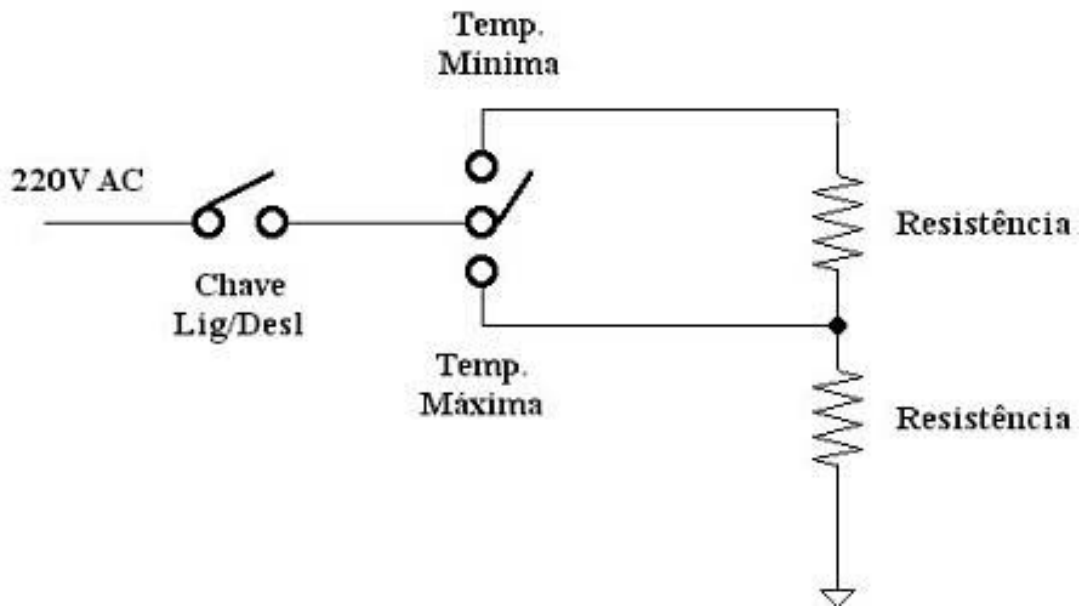 Temp.
Mínima
220V AC
Resistência
Chave
Lig/Desl
Temp.
Máxima
Resistência